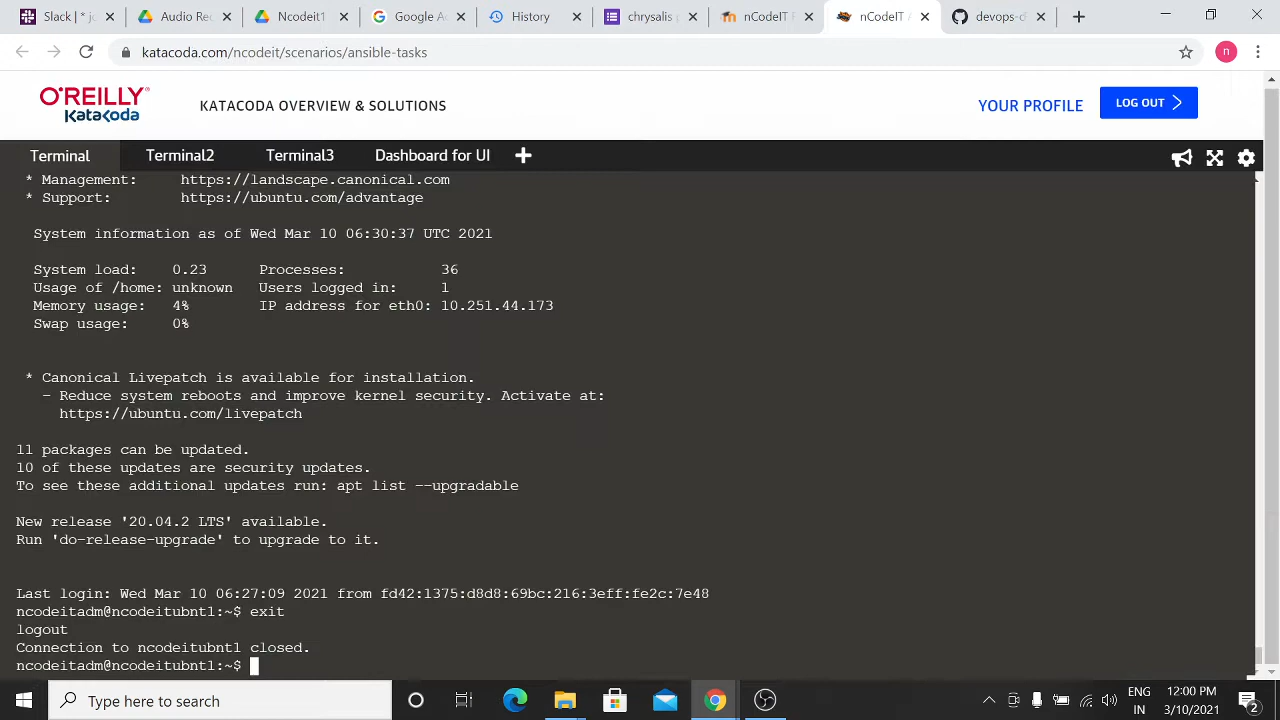 Slack | * j
Audio Rec
Ncodeit1
Google A
History
chrysalis p
nCodeIT F
nCodeIT /
devops-d
katacoda.com/ncodeit/scenarios/ansible-tasks
n
O'REILLY®
Katacoda
KATACODA OVERVIEW & SOLUTIONS
YOUR PROFILE
LOG OUT
Terminal
Terminal2
Terminal3
Dashboard for UI
* Management: https://landscape.canonical.com
* Support: https://ubuntu.com/advantage
System information as of Wed Mar 10 06:30:37 UTC 2021
System load: 0.23 Processes: 36
Usage of /home: unknown Users logged in: 1
Memory usage: 4% IP address for eth0: 10.251.44.173
Swap usage: 0%
* Canonical Livepatch is available for installation.
- Reduce system reboots and improve kernel security. Activate at:
https://ubuntu.com/livepatch
11 packages can be updated.
10 of these updates are security updates.
To see these additional updates run: apt list --upgradable
New release '20.04.2 LTS' available.
Run 'do-release-upgrade' to upgrade to it.
Last login: Wed Mar 10 06:27:09 2021 from fd42:1375:d8d8:69bc:216:3eff:fe2c:7e48
ncodeitadm@ncodeitubnt1:~$ exit
logout
Connection to ncodeitubnt1 closed.
ncodeitadm@ncodeitubnt1:~$
Type here to search
ENG
IN
12:00 PM
3/10/2021
2